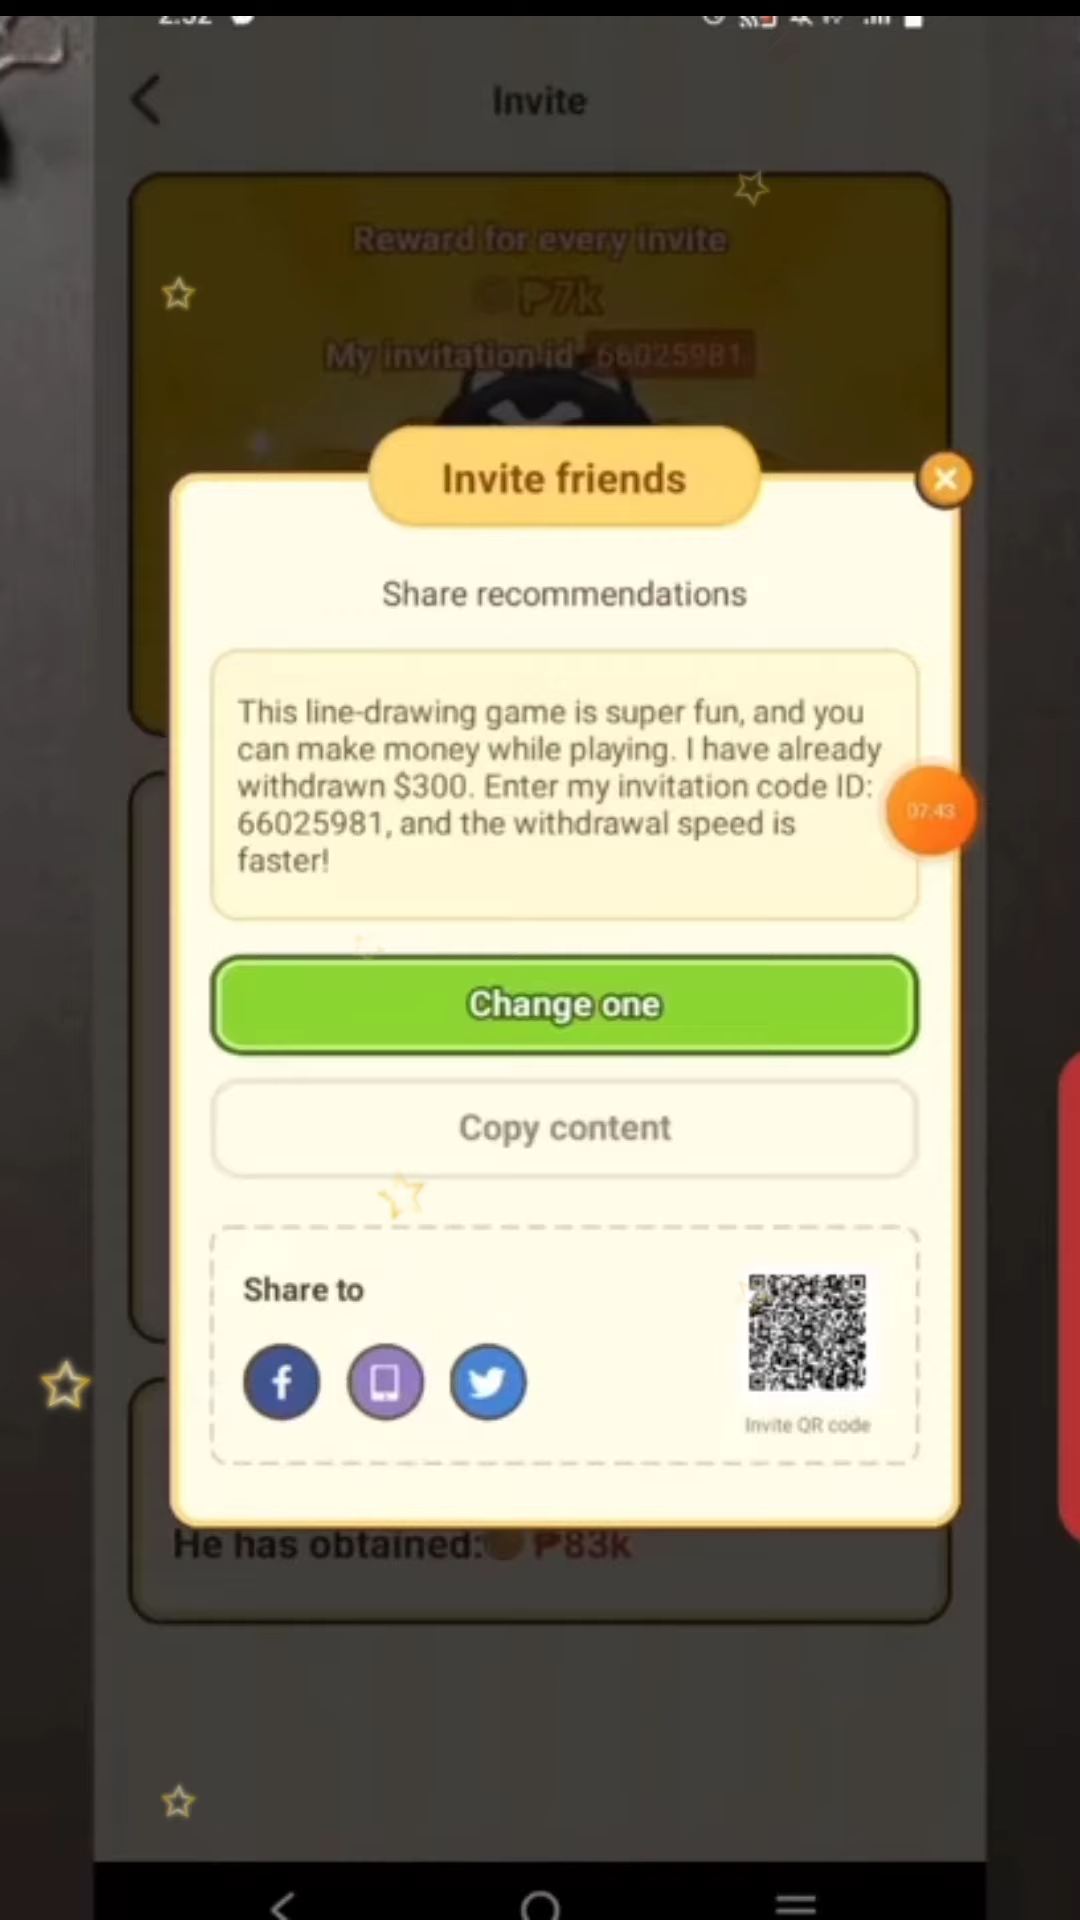 Invite
Reward for every invite
₱7k
My invitation id 66025981
Invite friends
Share recommendations
This line-drawing game is super fun, and you
can make money while playing. I have already
withdrawn $300. Enter my invitation code ID:
66025981, and the withdrawal speed is
faster!
07:43
Change one
Copy content
Share to
Invite QR code
He has obtained: ₱83k